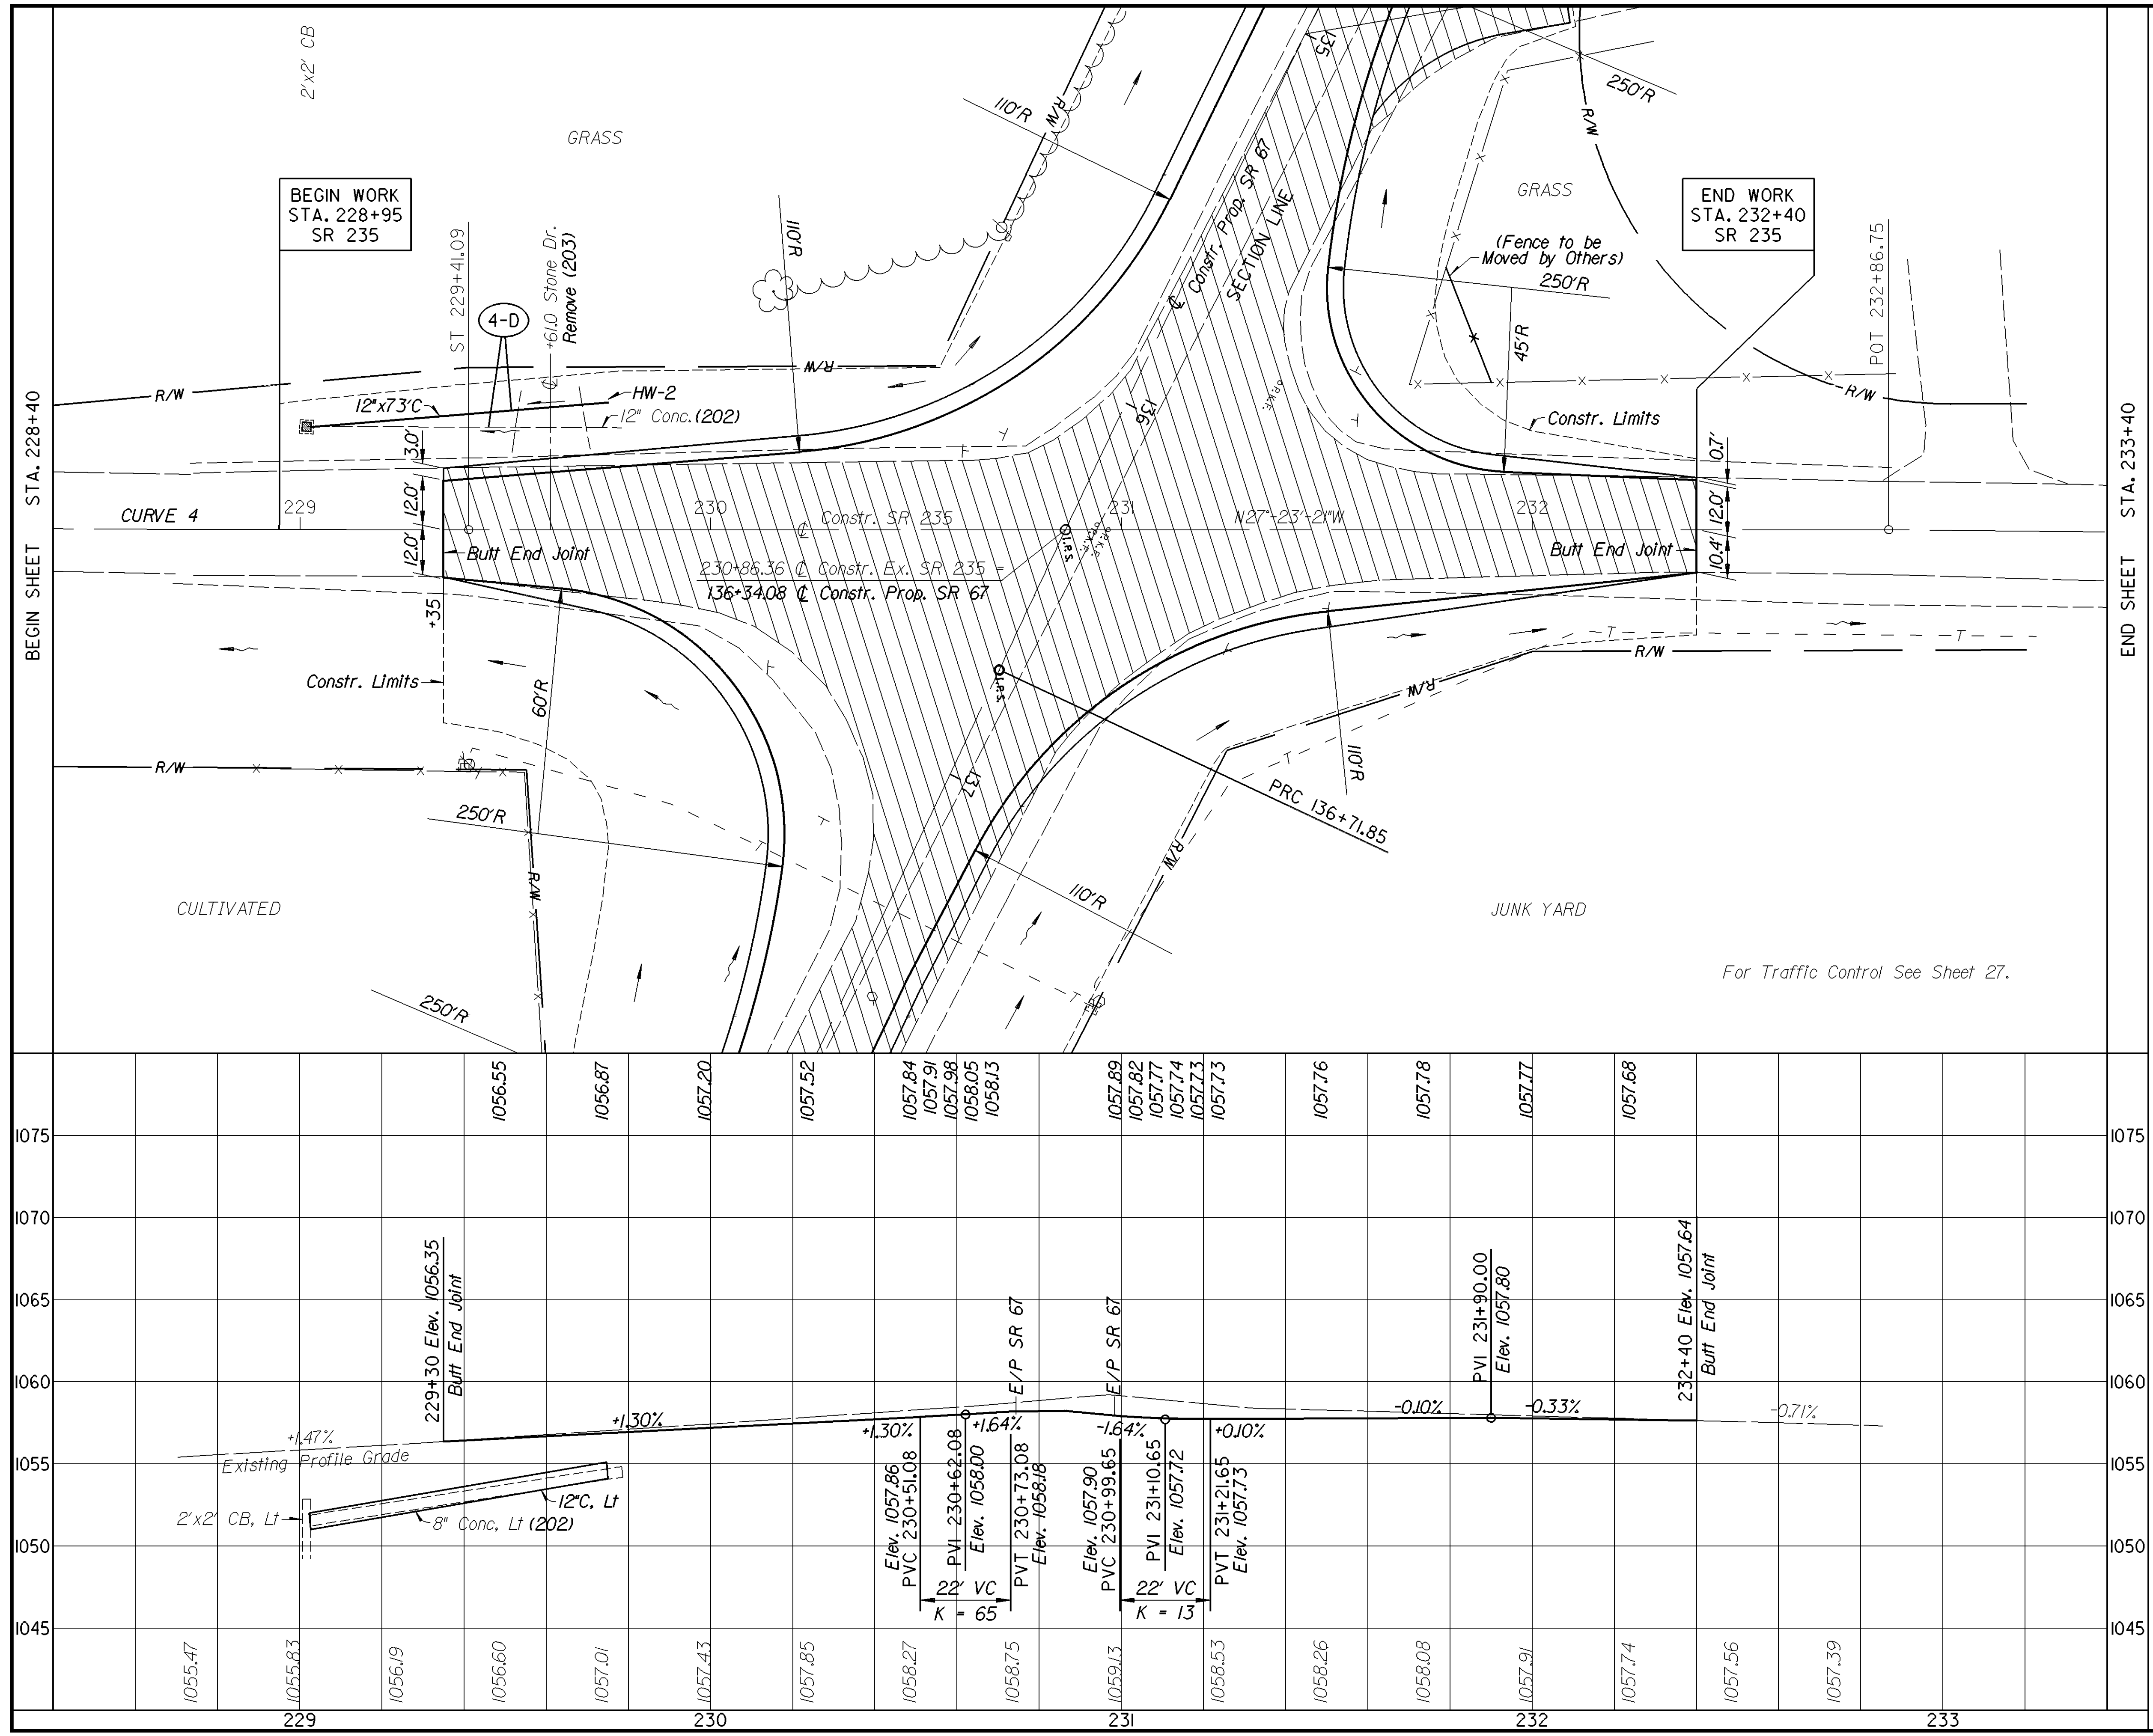 2'x2' CB
GRASS
BEGIN WORK
STA. 228+95
SR 235
ST 229+41.09
4-D
+61.0 Stone Dr.
Remove (203)
110'R
110'R
R/W
135
250'R
R/W
GRASS
(Fence to be
Moved by Others)
250'R
45'R
END WORK
STA. 232+40
SR 235
POT 232+86.75
℄ Constr. Prop. SR 67
SECTION LINE
R/W
R/W
HW-2
12"x73'C
12" Conc. (202)
3.0'
12.0'
12.0'
136
Constr. Limits
R/W
0.7'
12.0'
10.4'
BEGIN SHEET STA. 228+40
END SHEET STA. 233+40
CURVE 4
229
230
231
232
℄ Constr. SR 235
N27°-23'-21"W
Butt End Joint
Butt End Joint
I.P.S.
230+86.36 ℄ Constr. Ex. SR 235 =
136+34.08 ℄ Constr. Prop. SR 67
+35
Constr. Limits
60'R
I.P.S.
T
T
R/W
R/W
R/W
137
110'R
PRC 136+71.85
250'R
R/W
R/W
110'R
CULTIVATED
JUNK YARD
250'R
For Traffic Control See Sheet 27.
1056.55
1056.87
1057.20
1057.52
1057.84
1057.91
1057.98
1058.05
1058.13
1057.89
1057.82
1057.77
1057.74
1057.73
1057.73
1057.76
1057.78
1057.77
1057.68
1075
1075
1070
1070
1065
1065
1060
1060
1055
1055
1050
1050
1045
1045
229+30 Elev. 1056.35
Butt End Joint
E/P SR 67
E/P SR 67
PVI 231+90.00
Elev. 1057.80
232+40 Elev. 1057.64
Butt End Joint
+1.47%
Existing Profile Grade
+1.30%
+1.30%
+1.64%
-1.64%
+0.10%
-0.10%
-0.33%
-0.71%
2'x2' CB, Lt
12"C, Lt
8" Conc, Lt (202)
Elev. 1057.86
PVC 230+51.08
PVI 230+62.08
Elev. 1058.00
PVT 230+73.08
Elev. 1058.18
Elev. 1057.90
PVC 230+99.65
PVI 231+10.65
Elev. 1057.72
PVT 231+21.65
Elev. 1057.73
22' VC
K = 65
22' VC
K = 13
1055.47
1055.83
1056.19
1056.60
1057.01
1057.43
1057.85
1058.27
1058.75
1059.13
1058.53
1058.26
1058.08
1057.91
1057.74
1057.56
1057.39
229
230
231
232
233